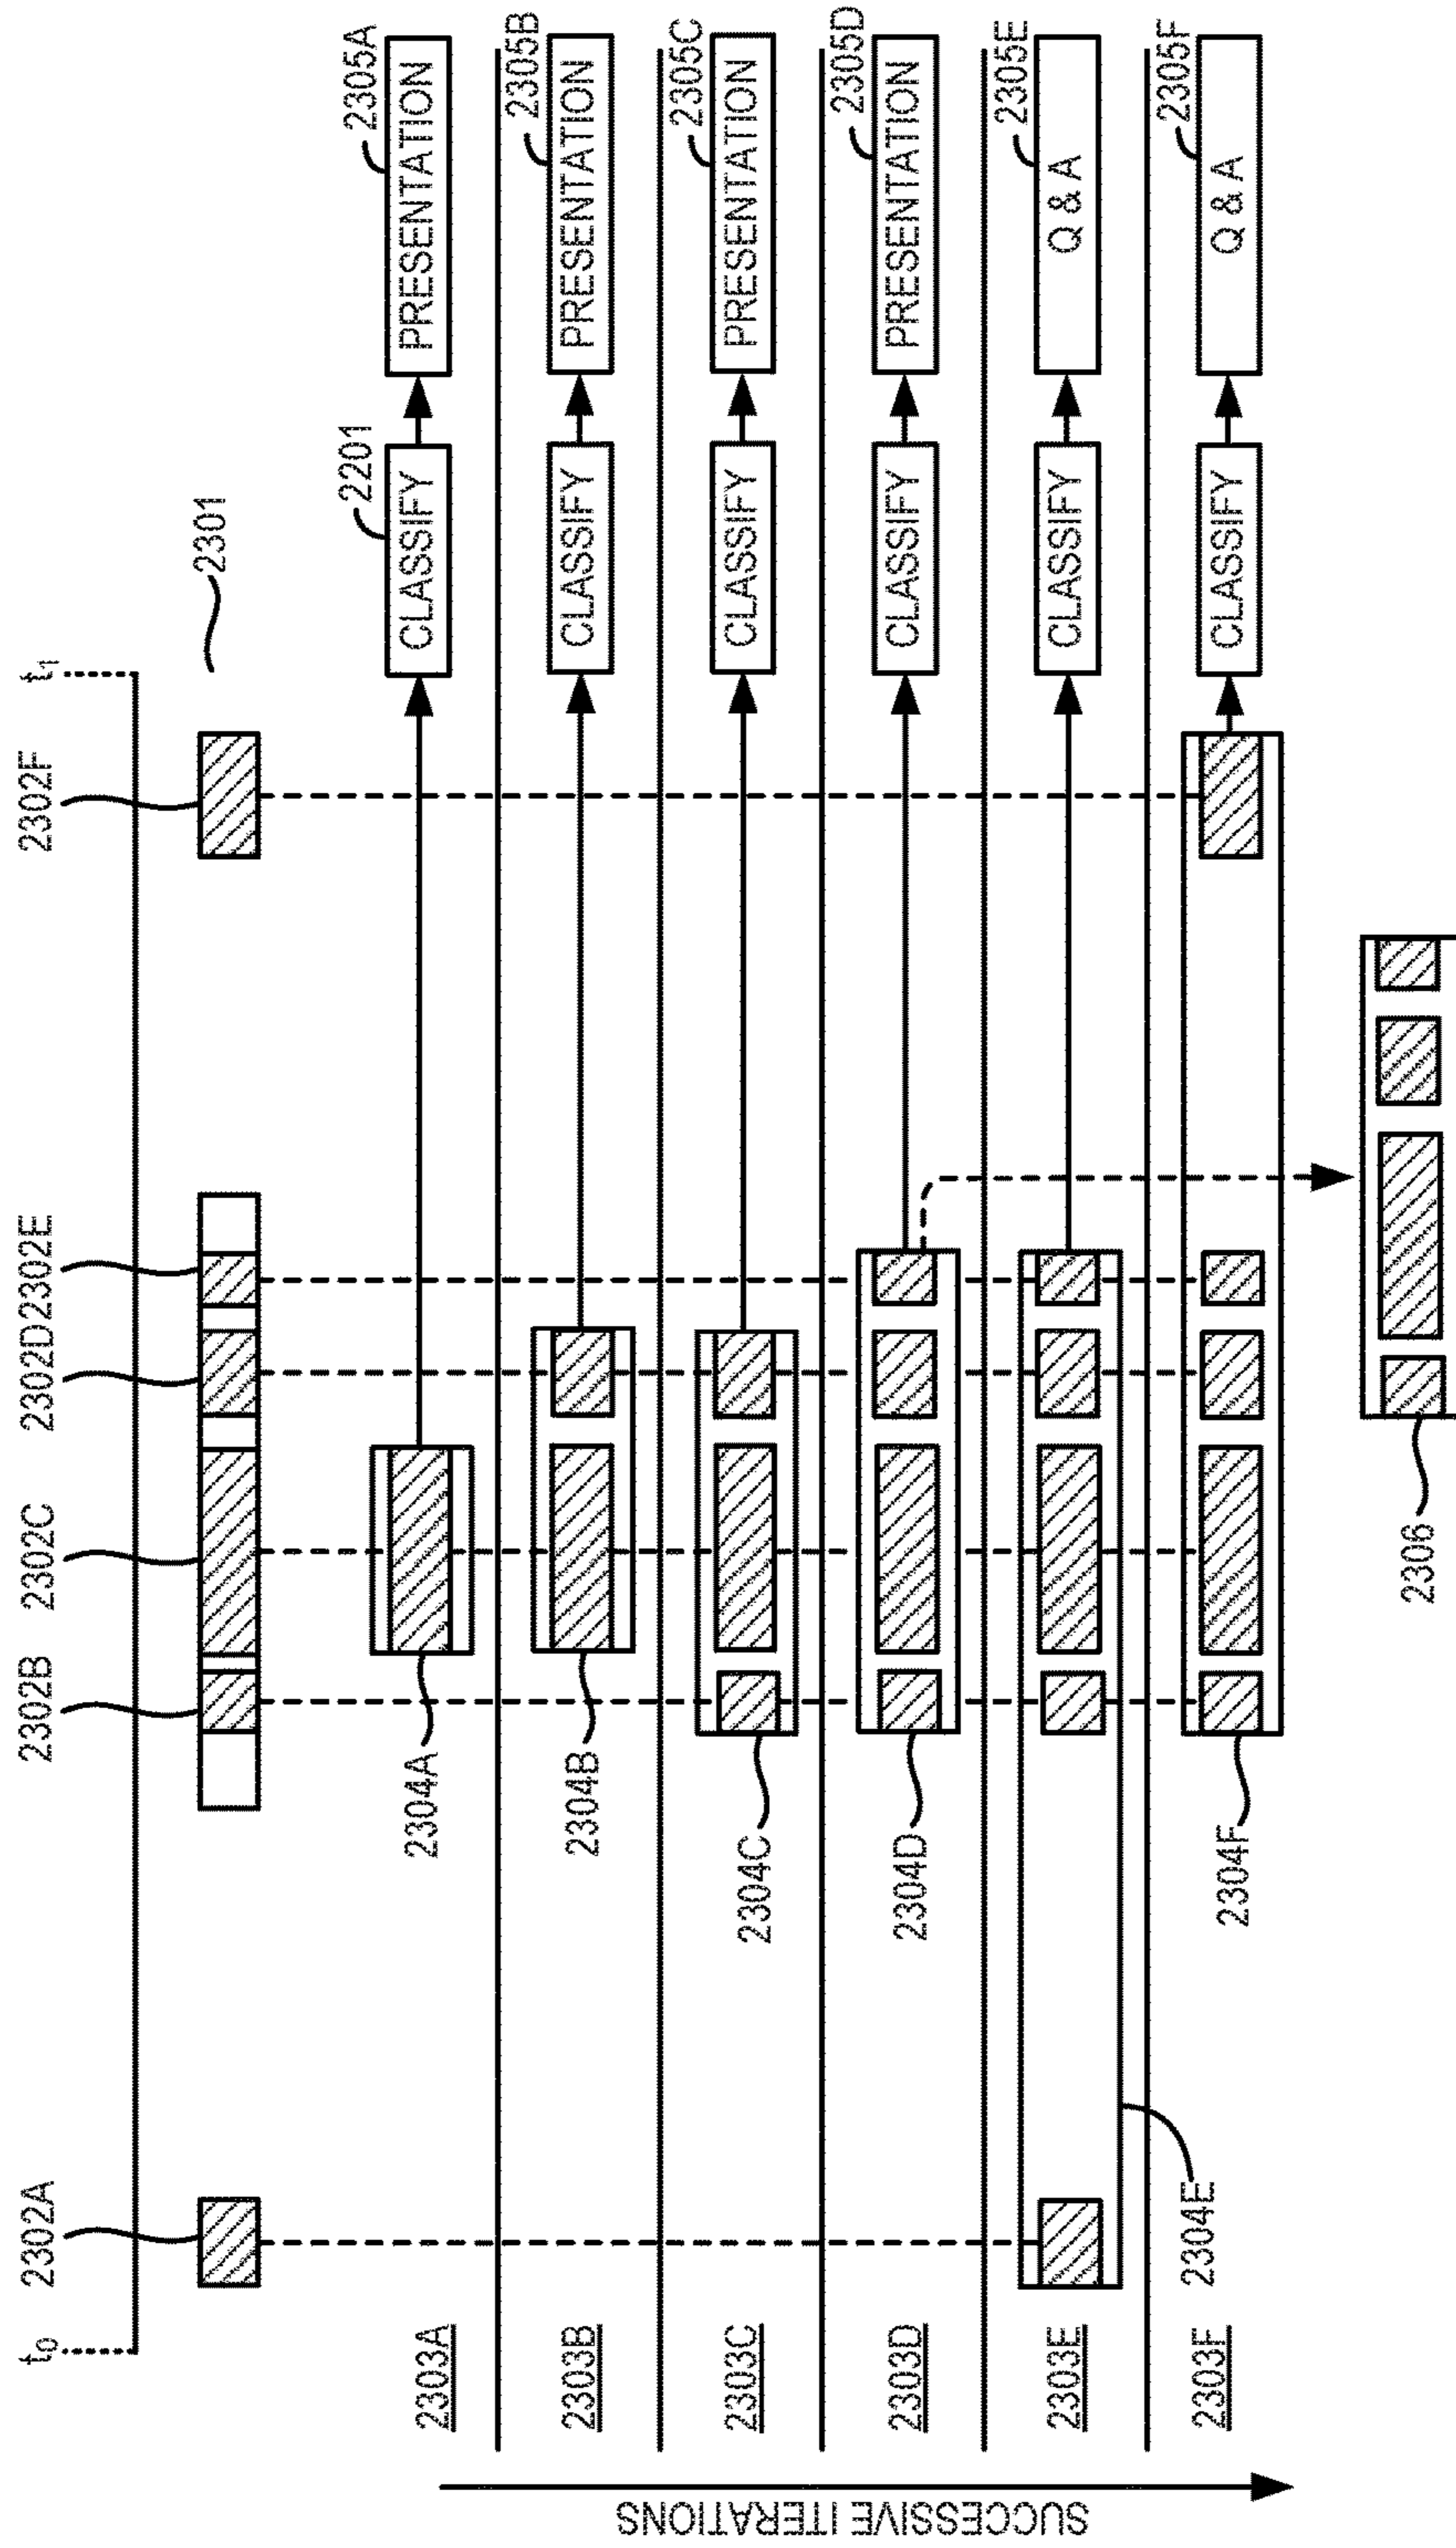 t0
2302A
2302B
2302C
2302D
2302E
2302F
t1
2301
2303A
2304A
CLASSIFY
2201
PRESENTATION
2305A
2303B
2304B
CLASSIFY
PRESENTATION
2305B
2303C
2304C
CLASSIFY
PRESENTATION
2305C
2303D
2304D
CLASSIFY
PRESENTATION
2305D
2303E
2304E
CLASSIFY
Q & A
2305E
2303F
2304F
CLASSIFY
Q & A
2305F
2306
SUCCESSIVE ITERATIONS